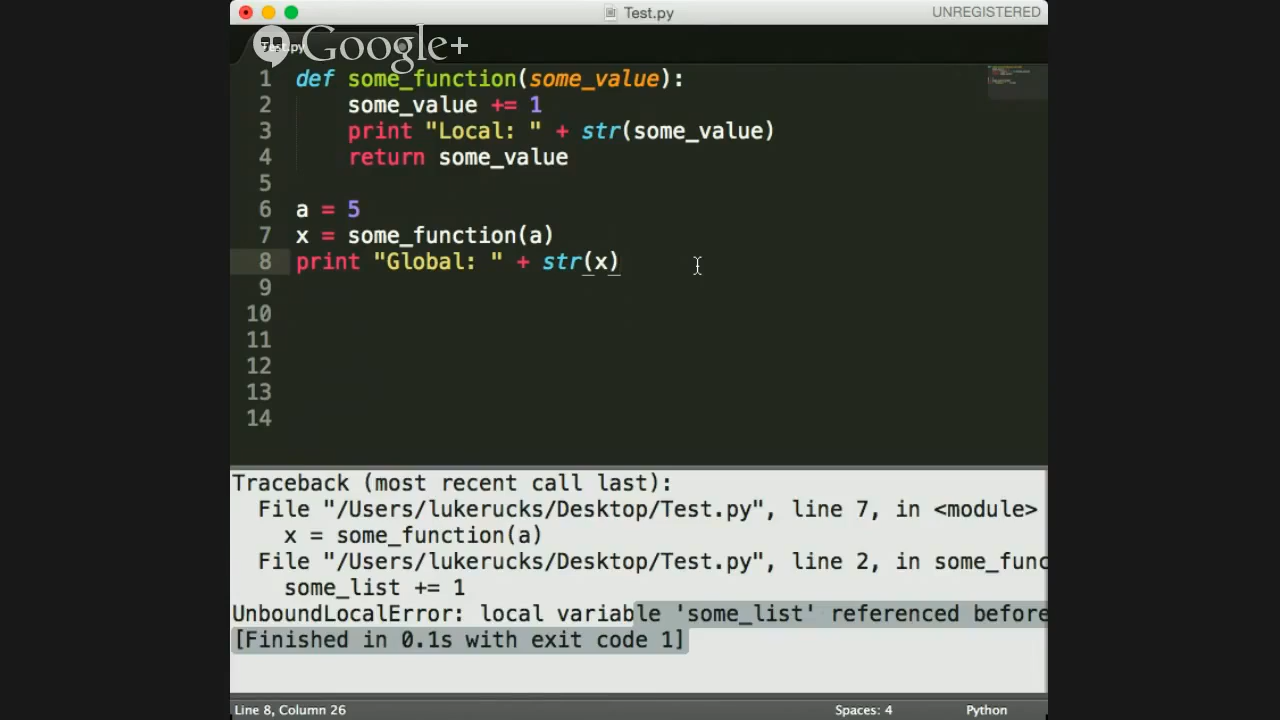 Test.py
UNREGISTERED
Test.py
Google+
1 def some_function(some_value):
2     some_value += 1
3     print "Local: " + str(some_value)
4     return some_value
5
6 a = 5
7 x = some_function(a)
8 print "Global: " + str(x)
9
10
11
12
13
14
Traceback (most recent call last):
  File "/Users/lukerucks/Desktop/Test.py", line 7, in <module>
    x = some_function(a)
  File "/Users/lukerucks/Desktop/Test.py", line 2, in some_func
    some_list += 1
UnboundLocalError: local variable 'some_list' referenced before
[Finished in 0.1s with exit code 1]
Line 8, Column 26
Spaces: 4
Python